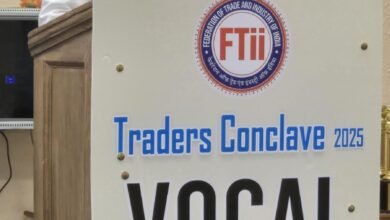 FEDERATION OF TRADE AND INDUSTRY OF INDIA
FTii
Traders Conclave 2025
VOCAL